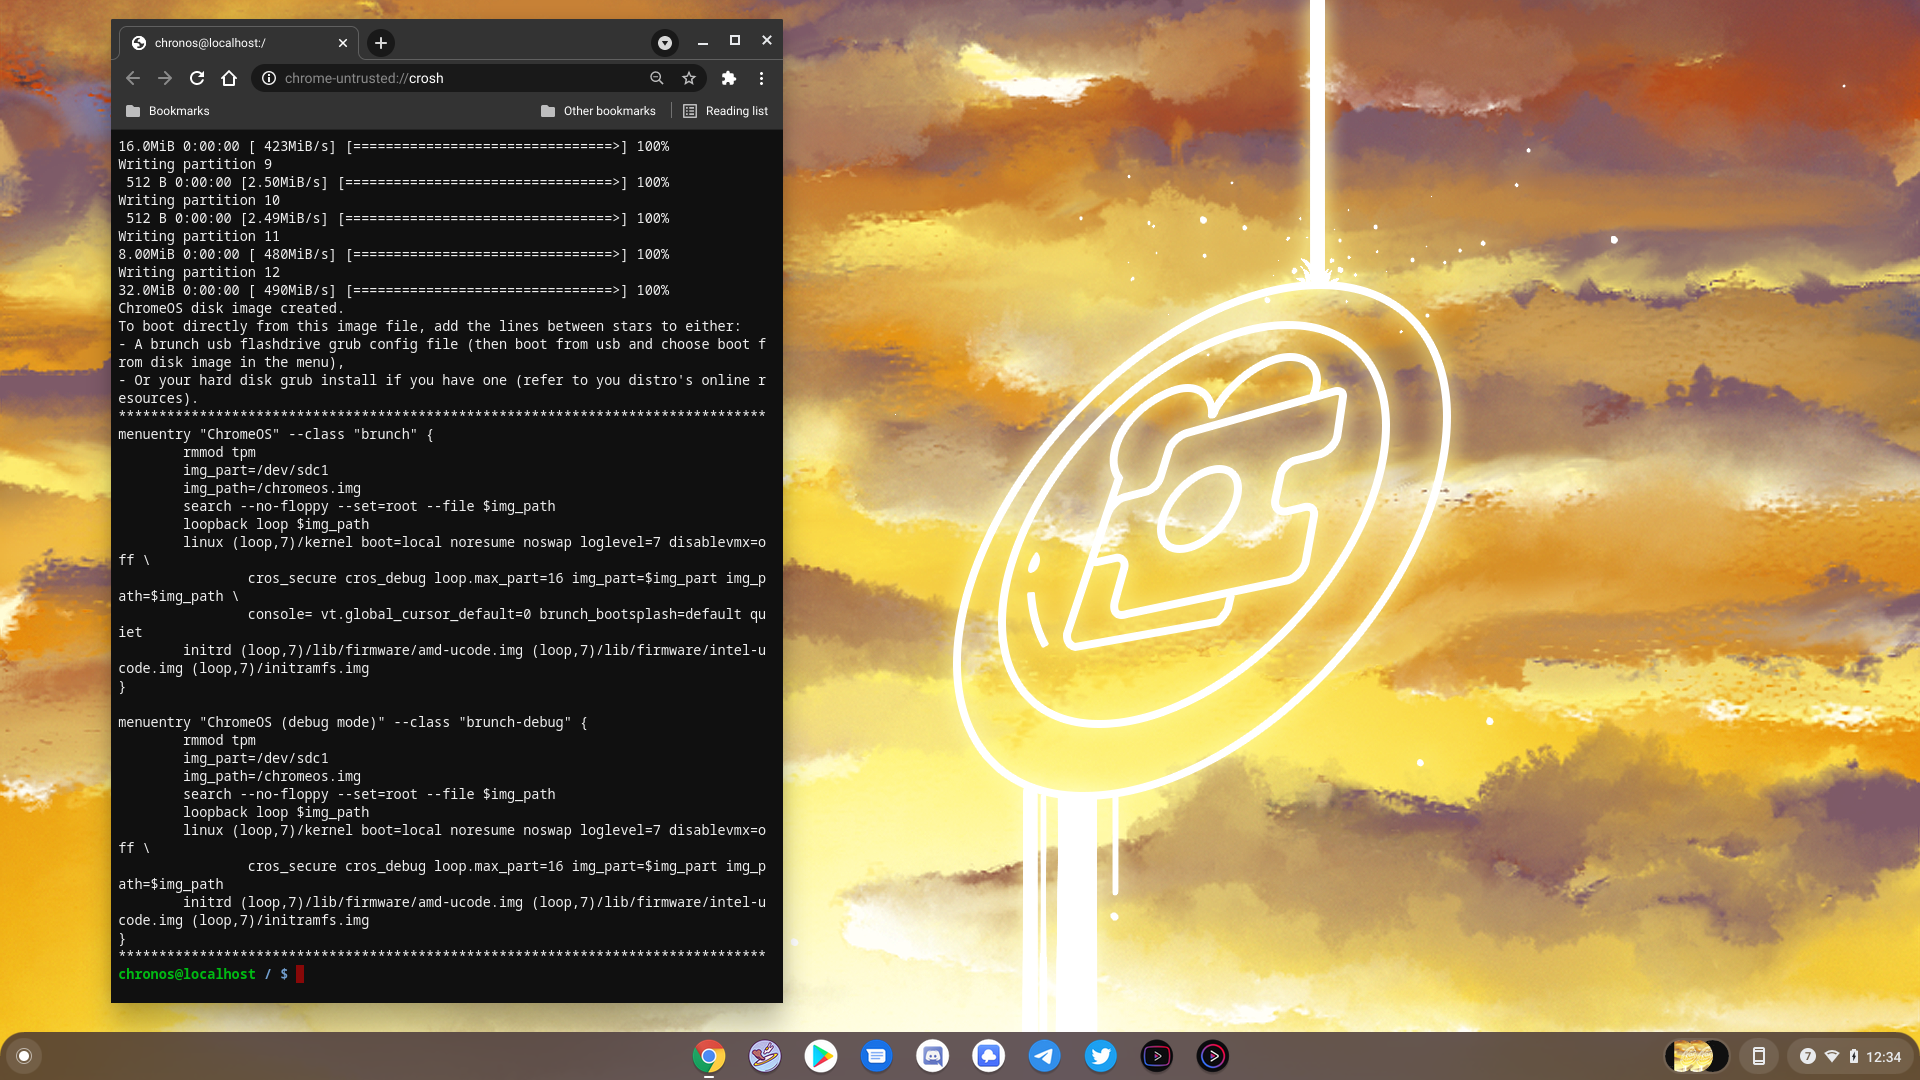 chronos@localhost:/
chrome-untrusted://crosh
Bookmarks
Other bookmarks
Reading list
16.0MiB 0:00:00 [ 423MiB/s] [================================>] 100%
Writing partition 9
 512 B 0:00:00 [2.50MiB/s] [=================================>] 100%
Writing partition 10
 512 B 0:00:00 [2.49MiB/s] [=================================>] 100%
Writing partition 11
8.00MiB 0:00:00 [ 480MiB/s] [================================>] 100%
Writing partition 12
32.0MiB 0:00:00 [ 490MiB/s] [================================>] 100%
ChromeOS disk image created.
To boot directly from this image file, add the lines between stars to either:
- A brunch usb flashdrive grub config file (then boot from usb and choose boot f
rom disk image in the menu),
- Or your hard disk grub install if you have one (refer to you distro's online r
esources).
********************************************************************************
menuentry "ChromeOS" --class "brunch" {
        rmmod tpm
        img_part=/dev/sdc1
        img_path=/chromeos.img
        search --no-floppy --set=root --file $img_path
        loopback loop $img_path
        linux (loop,7)/kernel boot=local noresume noswap loglevel=7 disablevmx=o
ff \
                cros_secure cros_debug loop.max_part=16 img_part=$img_part img_p
ath=$img_path \
                console= vt.global_cursor_default=0 brunch_bootsplash=default qu
iet
        initrd (loop,7)/lib/firmware/amd-ucode.img (loop,7)/lib/firmware/intel-u
code.img (loop,7)/initramfs.img
}
menuentry "ChromeOS (debug mode)" --class "brunch-debug" {
        rmmod tpm
        img_part=/dev/sdc1
        img_path=/chromeos.img
        search --no-floppy --set=root --file $img_path
        loopback loop $img_path
        linux (loop,7)/kernel boot=local noresume noswap loglevel=7 disablevmx=o
ff \
                cros_secure cros_debug loop.max_part=16 img_part=$img_part img_p
ath=$img_path
        initrd (loop,7)/lib/firmware/amd-ucode.img (loop,7)/lib/firmware/intel-u
code.img (loop,7)/initramfs.img
}
********************************************************************************
chronos@localhost / $
7
12:34